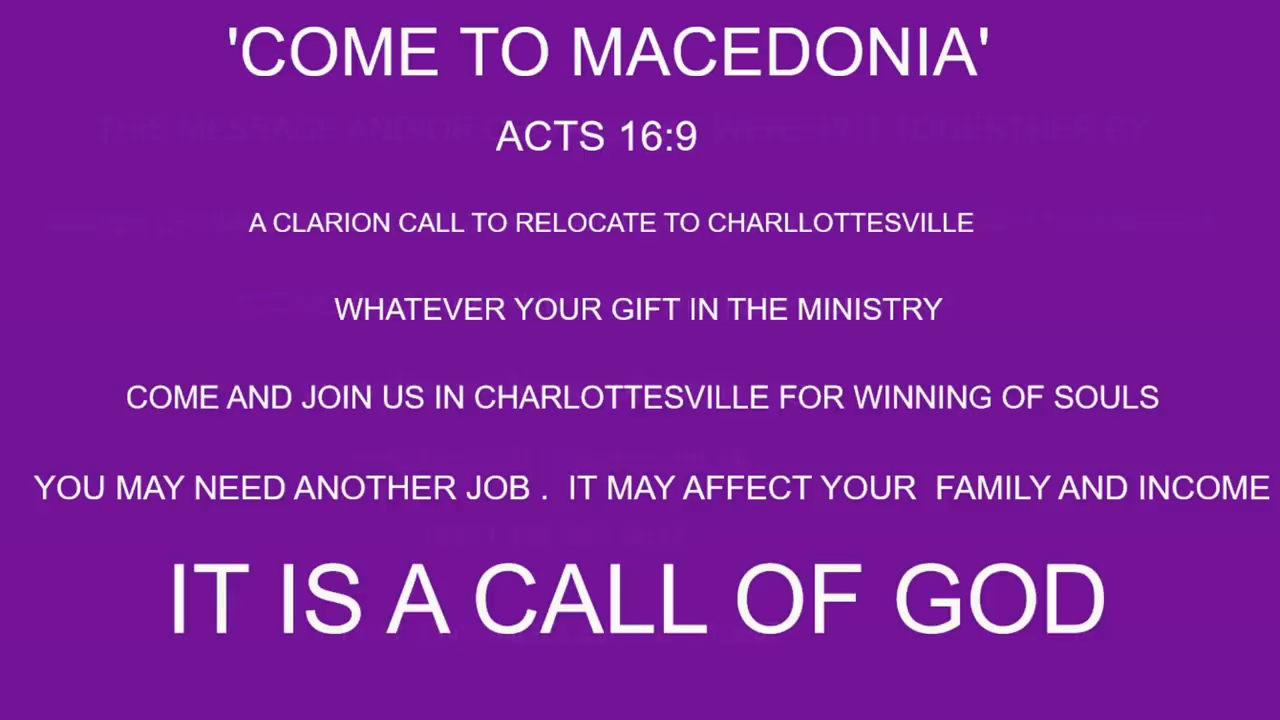 'COME TO MACEDONIA'
ACTS 16:9
A CLARION CALL TO RELOCATE TO CHARLLOTTESVILLE
WHATEVER YOUR GIFT IN THE MINISTRY
COME AND JOIN US IN CHARLOTTESVILLE FOR WINNING OF SOULS
YOU MAY NEED ANOTHER JOB .  IT MAY AFFECT YOUR  FAMILY AND INCOME
IT IS A CALL OF GOD